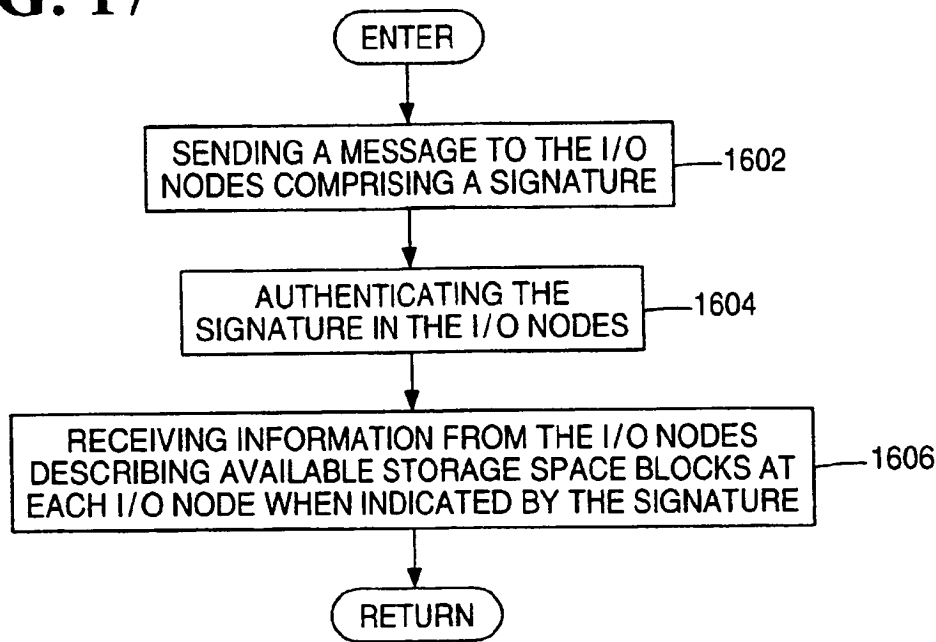 G. 17
ENTER
SENDING A MESSAGE TO THE I/O
NODES COMPRISING A SIGNATURE
1602
AUTHENTICATING THE
SIGNATURE IN THE I/O NODES
1604
RECEIVING INFORMATION FROM THE I/O NODES
DESCRIBING AVAILABLE STORAGE SPACE BLOCKS AT
EACH I/O NODE WHEN INDICATED BY THE SIGNATURE
1606
RETURN